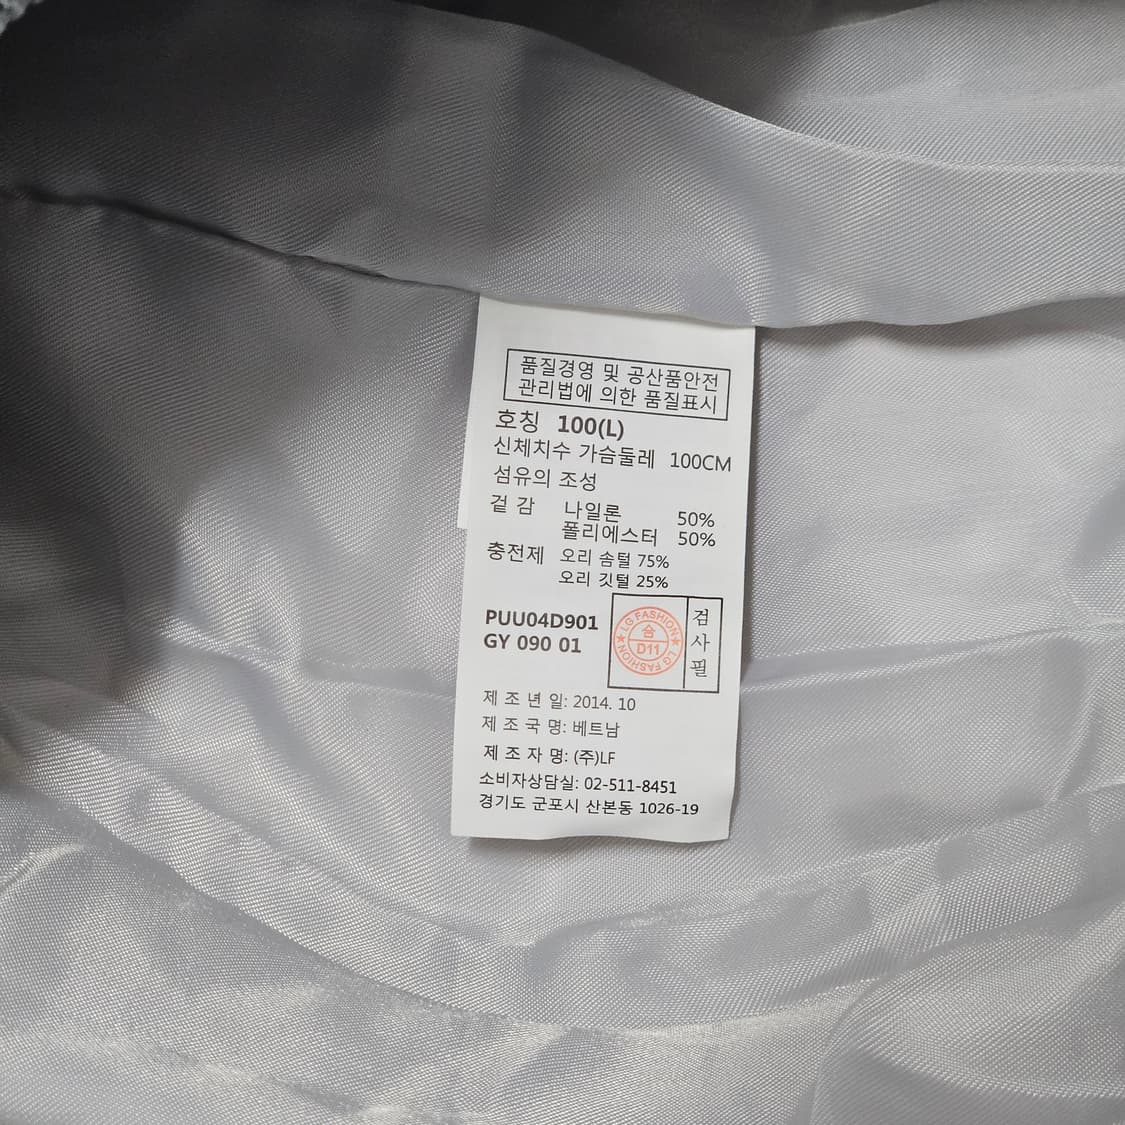 품질경영 및 공산품안전
관리법에 의한 품질표시
호칭 100(L)
신체치수 가슴둘레 100CM
섬유의 조성
겉 감 나일론 50%
폴리에스터 50%
충전제 오리 솜털 75%
오리 깃털 25%
PUU04D901
GY 090 01
LG FASHION
합
D11
LG FASHION
검
사
필
제 조 년 일: 2014. 10
제 조 국 명: 베트남
제 조 자 명: (주)LF
소비자상담실: 02-511-8451
경기도 군포시 산본동 1026-19